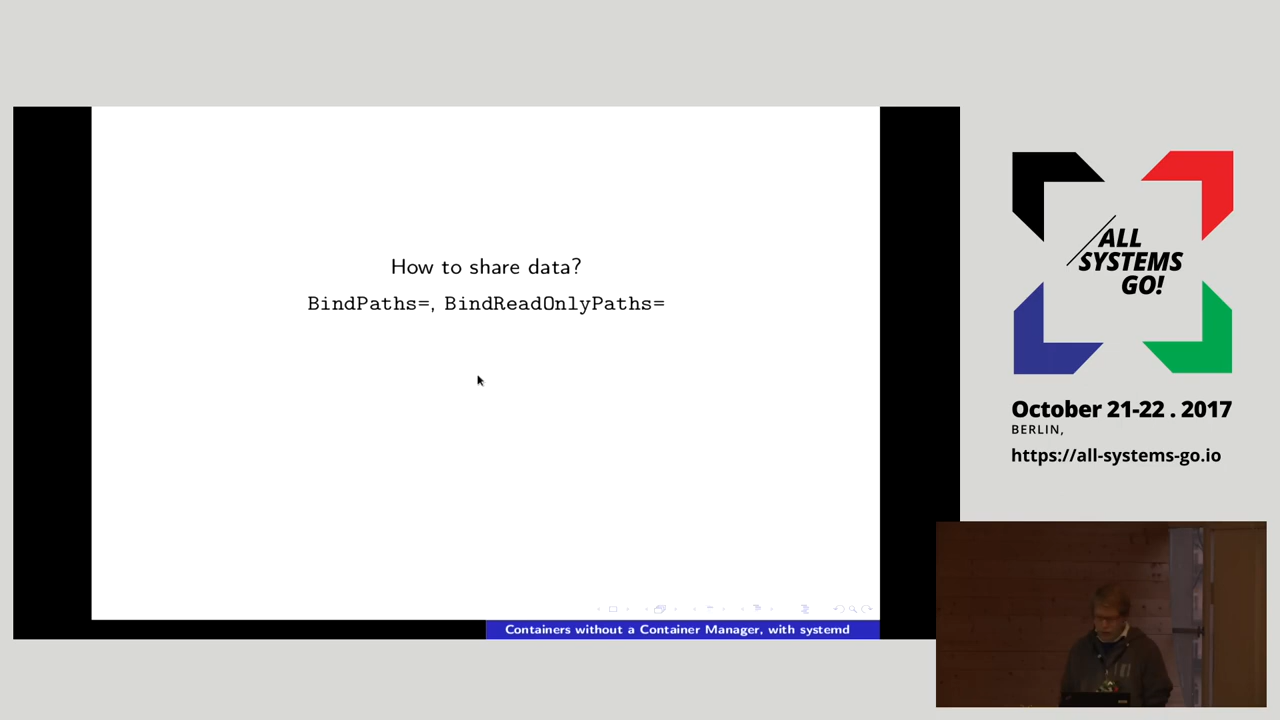 How to share data?
BindPaths=, BindReadOnlyPaths=
Containers without a Container Manager, with systemd
ALL
SYSTEMS
GO!
October 21-22 . 2017
BERLIN,
https://all-systems-go.io